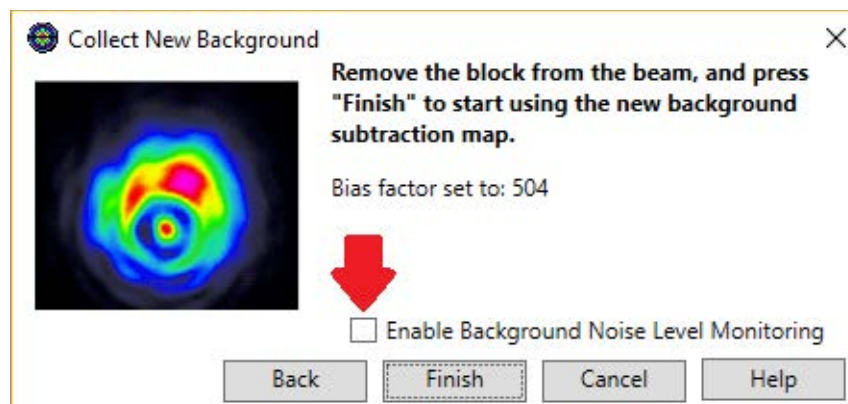 Collect New Background
Remove the block from the beam, and press
"Finish" to start using the new background
subtraction map.
Bias factor set to: 504
Enable Background Noise Level Monitoring
Back Finish Cancel Help